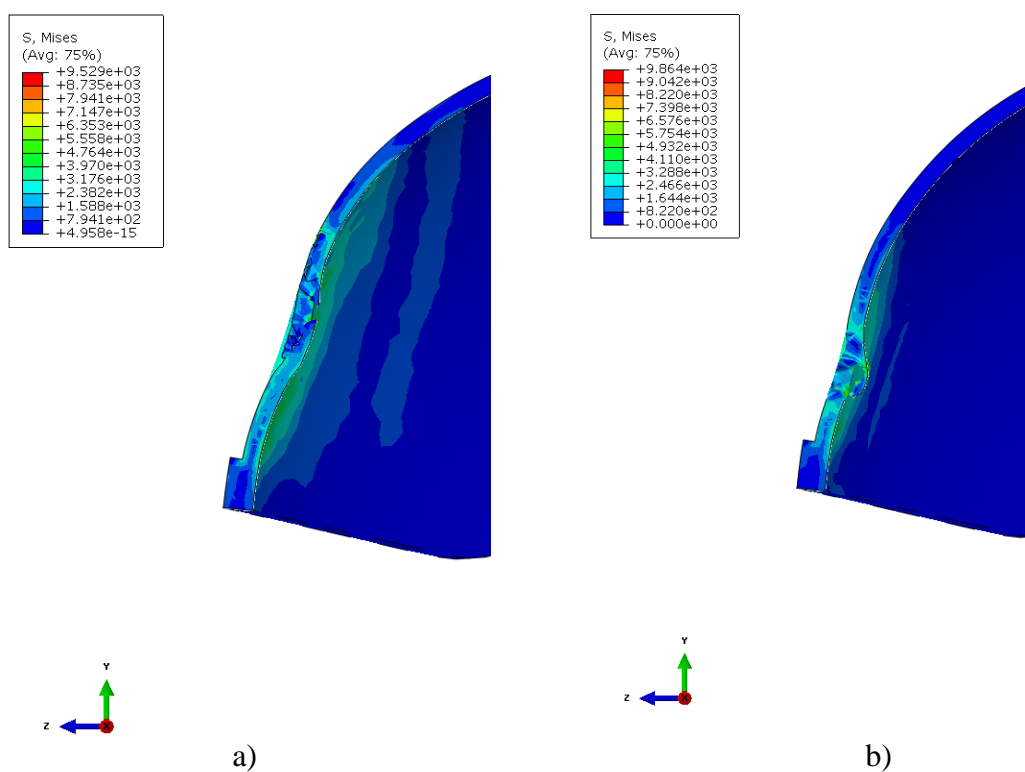 S, Mises
(Avg: 75%)
+9.529e+03
+8.735e+03
+7.941e+03
+7.147e+03
+6.353e+03
+5.558e+03
+4.764e+03
+3.970e+03
+3.176e+03
+2.382e+03
+1.588e+03
+7.941e+02
+4.958e-15
S, Mises
(Avg: 75%)
+9.864e+03
+9.042e+03
+8.220e+03
+7.398e+03
+6.576e+03
+5.754e+03
+4.932e+03
+4.110e+03
+3.288e+03
+2.466e+03
+1.644e+03
+8.220e+02
+0.000e+00
Y
Z
X
Y
Z
X
a)
b)